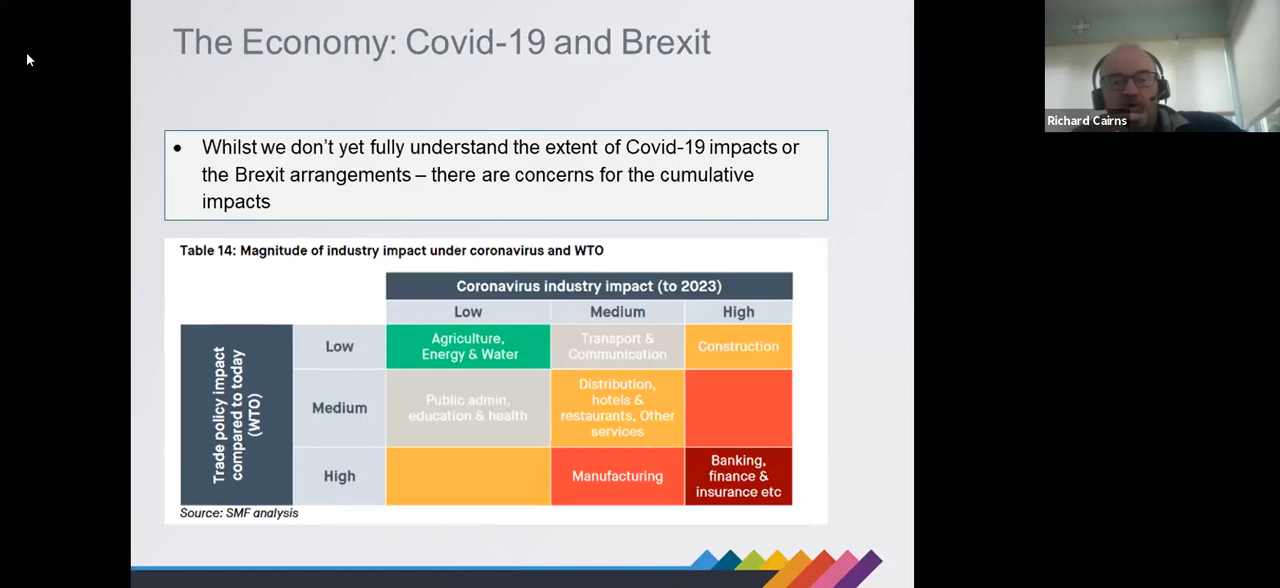 The Economy: Covid-19 and Brexit
Richard Cairns
• Whilst we don’t yet fully understand the extent of Covid-19 impacts or
the Brexit arrangements – there are concerns for the cumulative
impacts
Table 14: Magnitude of industry impact under coronavirus and WTO
Coronavirus industry impact (to 2023)
Low Medium High
Trade policy impact
compared to today
(WTO)
Low
Agriculture,
Energy & Water
Transport &
Communication
Construction
Medium
Public admin,
education & health
Distribution,
hotels &
restaurants, Other
services
High
Manufacturing
Banking,
finance &
insurance etc
Source: SMF analysis